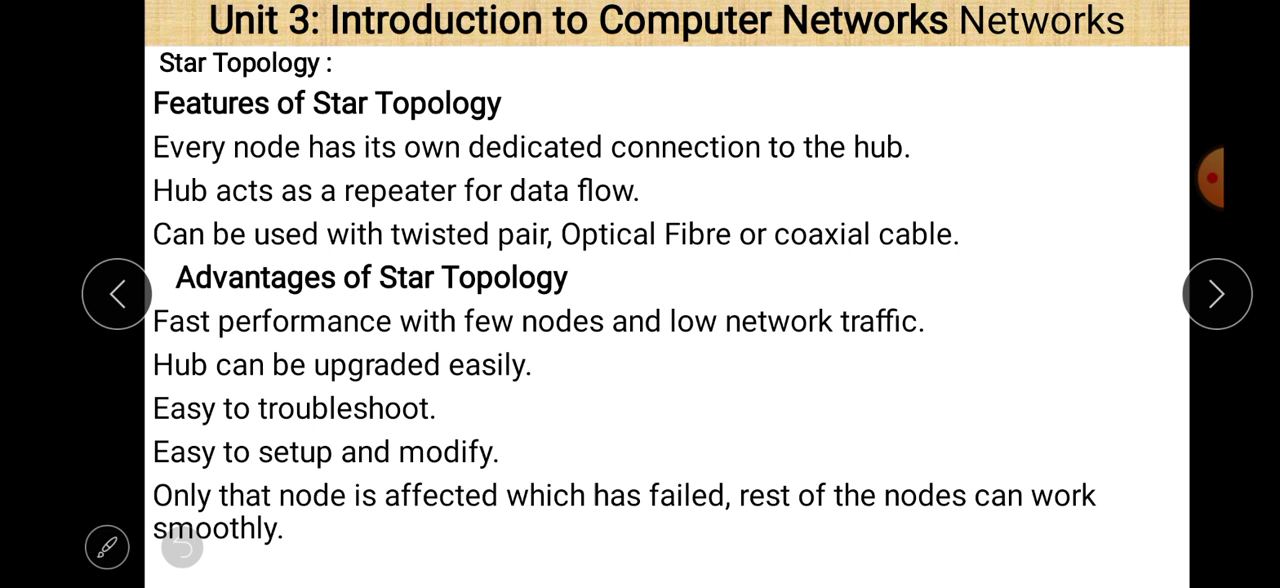 Unit 3: Introduction to Computer Networks Networks
Star Topology :
Features of Star Topology
Every node has its own dedicated connection to the hub.
Hub acts as a repeater for data flow.
Can be used with twisted pair, Optical Fibre or coaxial cable.
Advantages of Star Topology
Fast performance with few nodes and low network traffic.
Hub can be upgraded easily.
Easy to troubleshoot.
Easy to setup and modify.
Only that node is affected which has failed, rest of the nodes can work
smoothly.